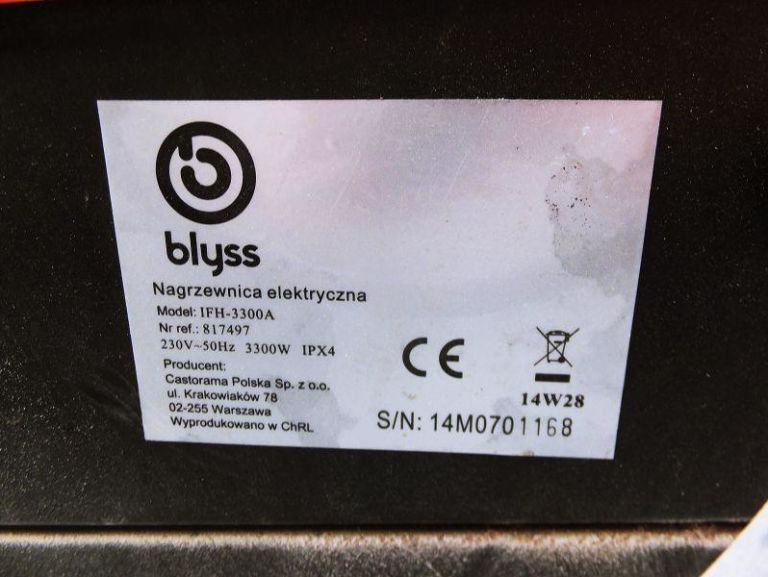 blyss
Nagrzewnica elektryczna
Model: IFH-3300A
Nr ref.: 817497
230V~50Hz 3300W IPX4
Producent:
Castorama Polska Sp. z o.o.
ul. Krakowiaków 78
02-255 Warszawa
Wyprodukowano w ChRL
CE
14W28
S/N: 14M0701168